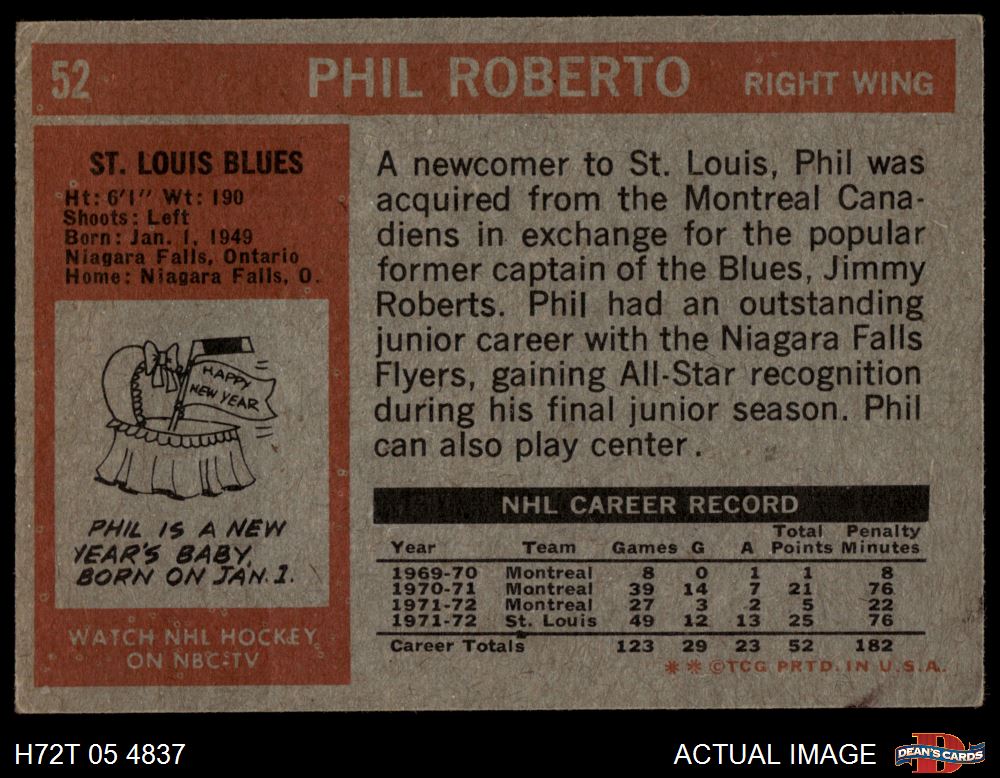 52 PHIL ROBERTO RIGHT WING
ST. LOUIS BLUES
Ht: 6'1" Wt: 190
Shoots: Left
Born: Jan. 1, 1949
Niagara Falls, Ontario
Home: Niagara Falls, O.
HAPPY
NEW YEAR
PHIL IS A NEW
YEAR'S BABY,
BORN ON JAN. 1.
WATCH NHL HOCKEY
ON NBC-TV
A newcomer to St. Louis, Phil was
acquired from the Montreal Cana-
diens in exchange for the popular
former captain of the Blues, Jimmy
Roberts. Phil had an outstanding
junior career with the Niagara Falls
Flyers, gaining All-Star recognition
during his final junior season. Phil
can also play center.
NHL CAREER RECORD
Total Penalty
Year Team Games G A Points Minutes
1969-70 Montreal 8 0 1 1 8
1970-71 Montreal 39 14 7 21 76
1971-72 Montreal 27 3 2 5 22
1971-72 St. Louis 49 12 13 25 76
Career Totals 123 29 23 52 182
** ©TCG PRTD. IN U.S.A.
H72T 05 4837
ACTUAL IMAGE
DEAN'S CARDS